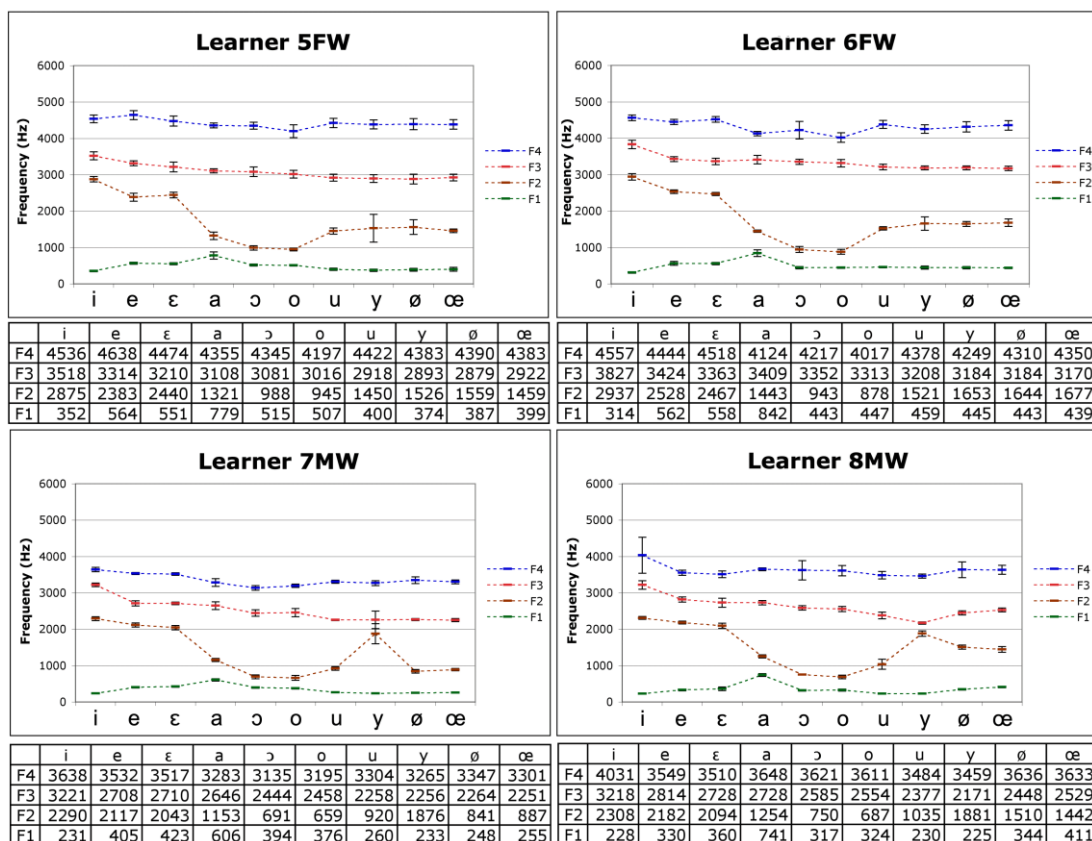 Learner 5FW
6000
5000
4000
3000
2000
1000
0
Frequency (Hz)
F4
F3
F2
F1
i e ɛ a ɔ o u y ø œ
i e ɛ a ɔ o u y ø œ
F4 4536 4638 4474 4355 4345 4197 4422 4383 4390 4383
F3 3518 3314 3210 3108 3081 3016 2918 2893 2879 2922
F2 2875 2383 2440 1321 988 945 1450 1526 1559 1459
F1 352 564 551 779 515 507 400 374 387 399
Learner 6FW
6000
5000
4000
3000
2000
1000
0
Frequency (Hz)
F4
F3
F2
F1
i e ɛ a ɔ o u y ø œ
i e ɛ a ɔ o u y ø œ
F4 4557 4444 4518 4124 4217 4017 4378 4249 4310 4350
F3 3827 3424 3363 3409 3352 3313 3208 3184 3184 3170
F2 2937 2528 2467 1443 943 878 1521 1653 1644 1677
F1 314 562 558 842 443 447 459 445 443 439
Learner 7MW
6000
5000
4000
3000
2000
1000
0
Frequency (Hz)
F4
F3
F2
F1
i e ɛ a ɔ o u y ø œ
i e ɛ a ɔ o u y ø œ
F4 3638 3532 3517 3283 3135 3195 3304 3265 3347 3301
F3 3221 2708 2710 2646 2444 2458 2258 2256 2264 2251
F2 2290 2117 2043 1153 691 659 920 1876 841 887
F1 231 405 423 606 394 376 260 233 248 255
Learner 8MW
6000
5000
4000
3000
2000
1000
0
Frequency (Hz)
F4
F3
F2
F1
i e ɛ a ɔ o u y ø œ
i e ɛ a ɔ o u y ø œ
F4 4031 3549 3510 3648 3621 3611 3484 3459 3636 3633
F3 3218 2814 2728 2728 2585 2554 2377 2171 2448 2529
F2 2308 2182 2094 1254 750 687 1035 1881 1510 1442
F1 228 330 360 741 317 324 230 225 344 411